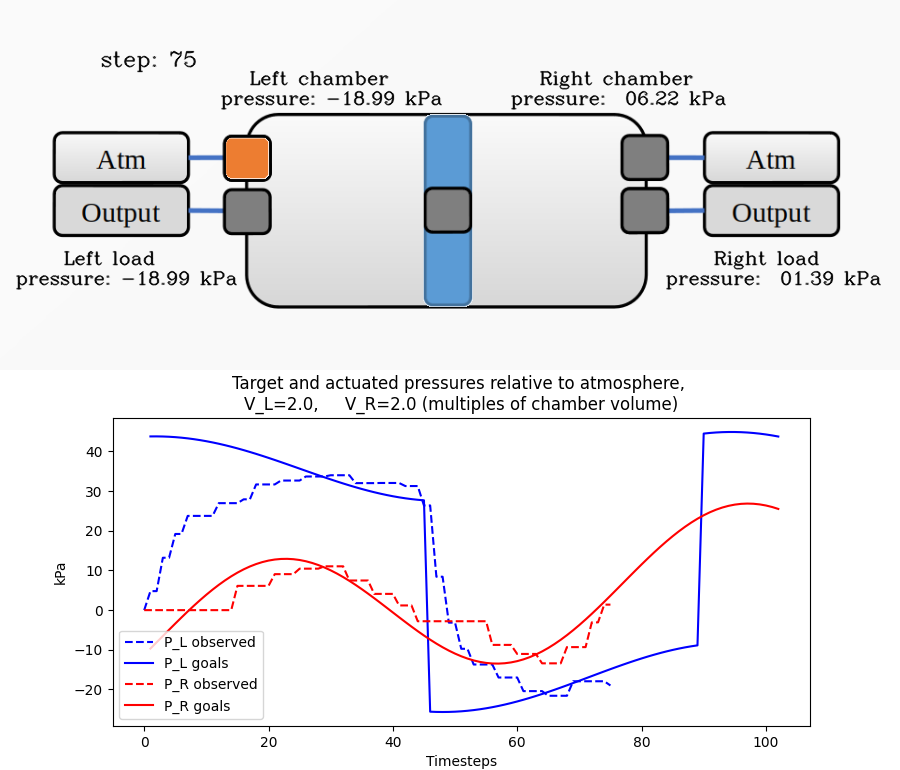 step: 75
Left chamber
pressure: −18.99 kPa
Right chamber
pressure: 06.22 kPa
Atm
Output
Atm
Output
Left load
pressure: −18.99 kPa
Right load
pressure: 01.39 kPa
Target and actuated pressures relative to atmosphere,
V_L=2.0, V_R=2.0 (multiples of chamber volume)
kPa
40
30
20
10
0
−10
−20
P_L observed
P_L goals
P_R observed
P_R goals
0 20 40 60 80 100
Timesteps